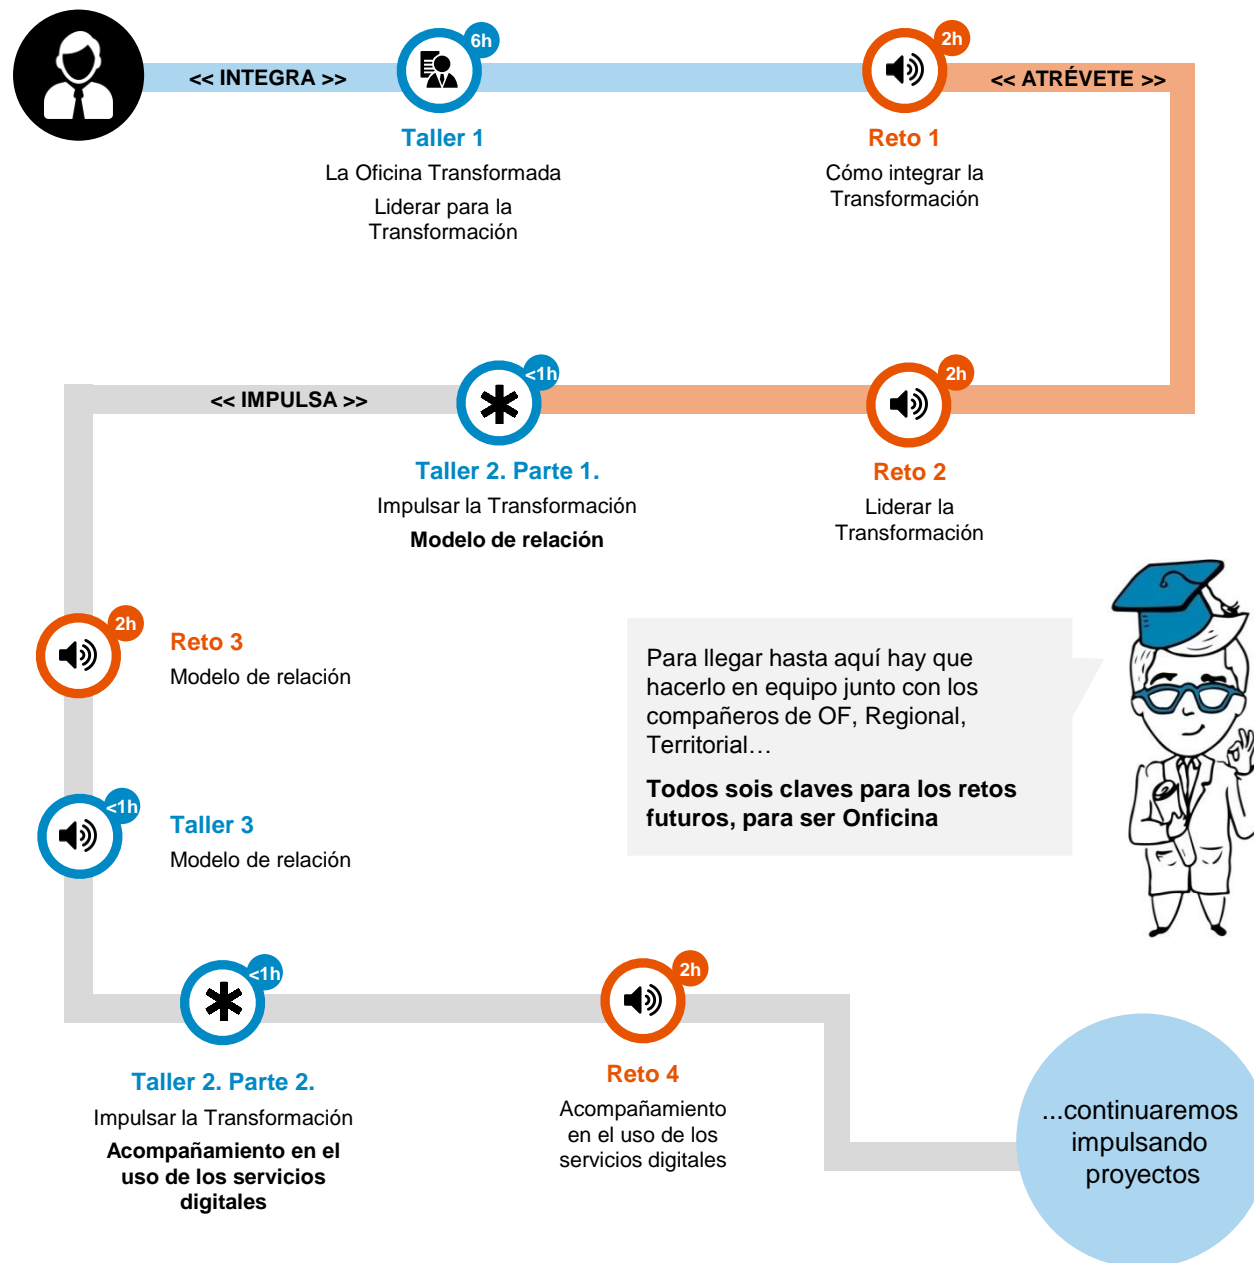 << INTEGRA >>
6h
2h
<< ATRÉVETE >>
Taller 1
La Oficina Transformada
Liderar para la
Transformación
Reto 1
Cómo integrar la
Transformación
<< IMPULSA >>
<1h
2h
Taller 2. Parte 1.
Impulsar la Transformación
Modelo de relación
Reto 2
Liderar la
Transformación
2h
Reto 3
Modelo de relación
Para llegar hasta aquí hay que
hacerlo en equipo junto con los
compañeros de OF, Regional,
Territorial…
Todos sois claves para los retos
futuros, para ser Onficina
<1h
Taller 3
Modelo de relación
<1h
2h
Taller 2. Parte 2.
Impulsar la Transformación
Acompañamiento en el
uso de los servicios
digitales
Reto 4
Acompañamiento
en el uso de los
servicios digitales
...continuaremos
impulsando
proyectos